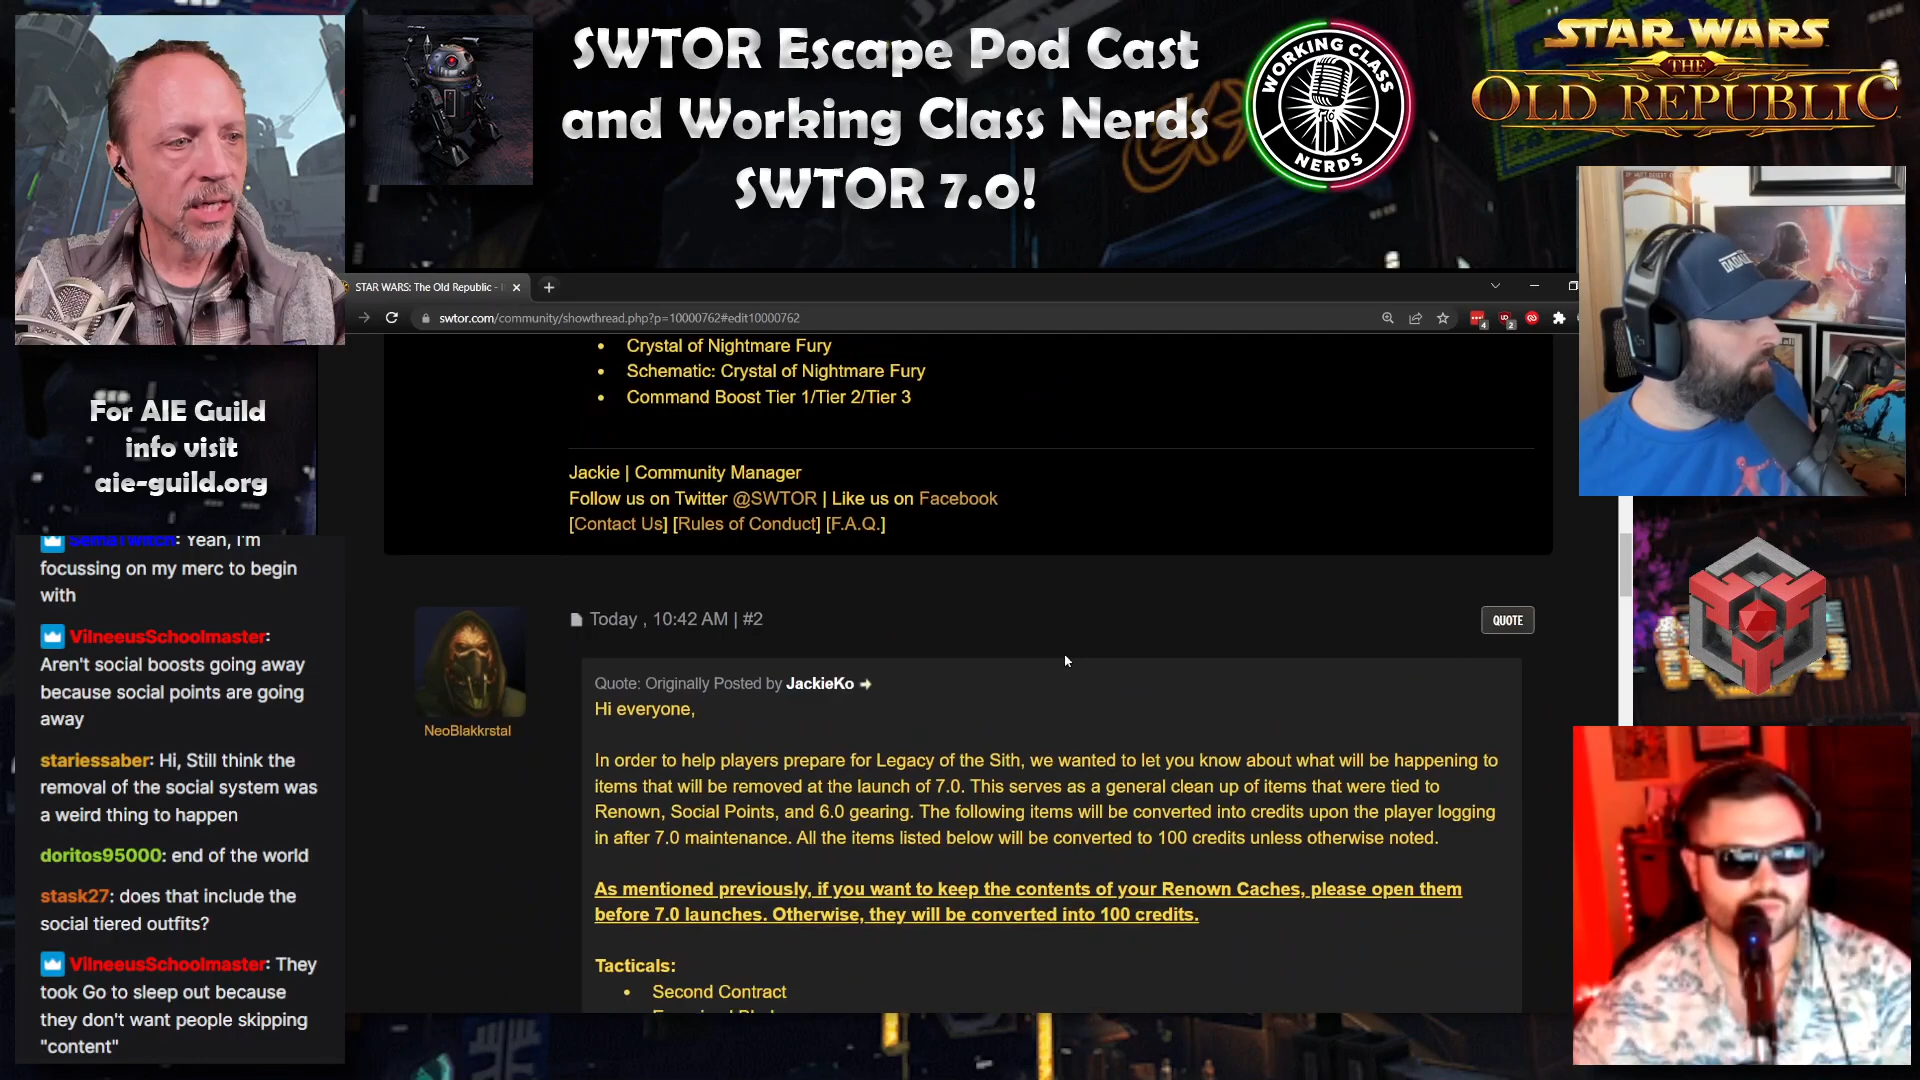 SWTOR Escape Pod Cast
and Working Class Nerds
SWTOR 7.0!
WORKING CLASS
NERDS
STAR WARS
THE
OLD REPUBLIC
For AIE Guild
info visit
aie-guild.org
STAR WARS: The Old Republic -
swtor.com/community/showthread.php?p=10000762#edit10000762
4
2
• Crystal of Nightmare Fury
• Schematic: Crystal of Nightmare Fury
• Command Boost Tier 1/Tier 2/Tier 3
Jackie | Community Manager
Follow us on Twitter @SWTOR | Like us on Facebook
[Contact Us] [Rules of Conduct] [F.A.Q.]
Today , 10:42 AM | #2
QUOTE
NeoBlakkrstal
Quote: Originally Posted by JackieKo
Hi everyone,
In order to help players prepare for Legacy of the Sith, we wanted to let you know about what will be happening to
items that will be removed at the launch of 7.0. This serves as a general clean up of items that were tied to
Renown, Social Points, and 6.0 gearing. The following items will be converted into credits upon the player logging
in after 7.0 maintenance. All the items listed below will be converted to 100 credits unless otherwise noted.
As mentioned previously, if you want to keep the contents of your Renown Caches, please open them
before 7.0 launches. Otherwise, they will be converted into 100 credits.
Tacticals:
• Second Contract
SemaTwitch: Yeah, I'm
focussing on my merc to begin
with
VilneeusSchoolmaster:
Aren't social boosts going away
because social points are going
away
stariessaber: Hi, Still think the
removal of the social system was
a weird thing to happen
doritos95000: end of the world
stask27: does that include the
social tiered outfits?
VilneeusSchoolmaster: They
took Go to sleep out because
they don't want people skipping
"content"